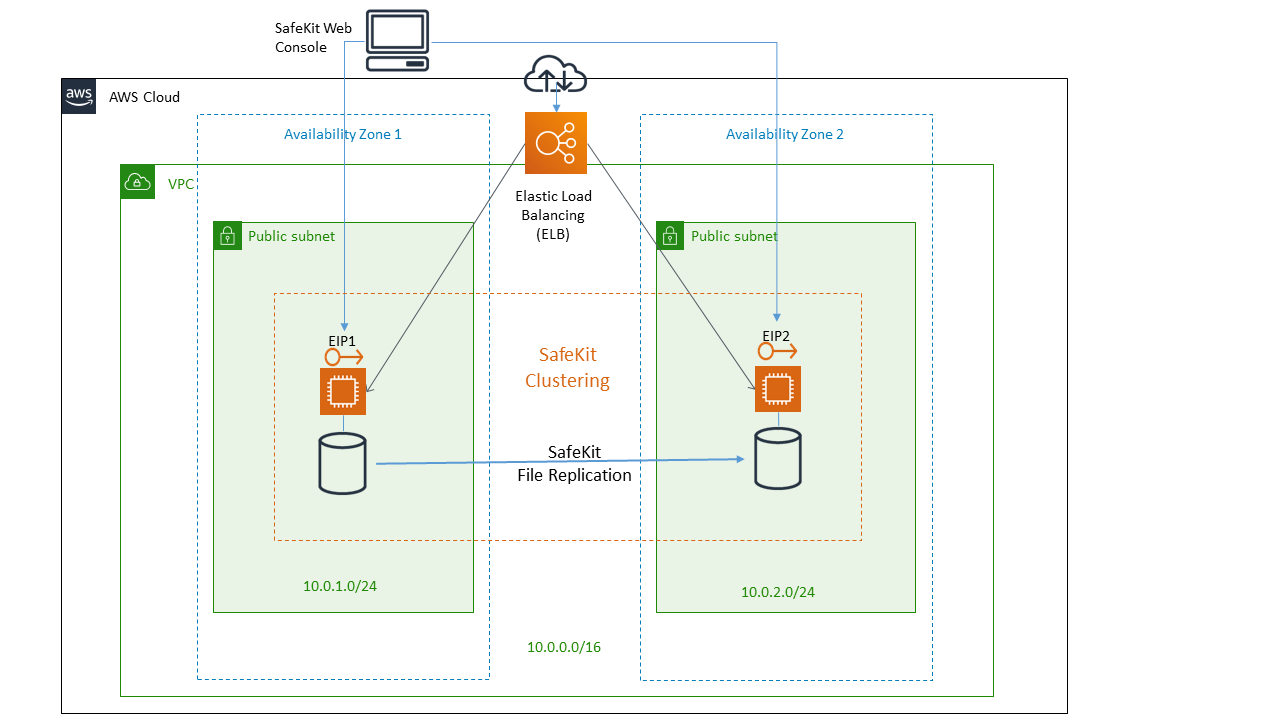 SafeKit Web
Console
aws
AWS Cloud
Availability Zone 1
Availability Zone 2
VPC
Elastic Load
Balancing
(ELB)
Public subnet
Public subnet
EIP1
EIP2
SafeKit
Clustering
SafeKit
File Replication
10.0.1.0/24
10.0.2.0/24
10.0.0.0/16